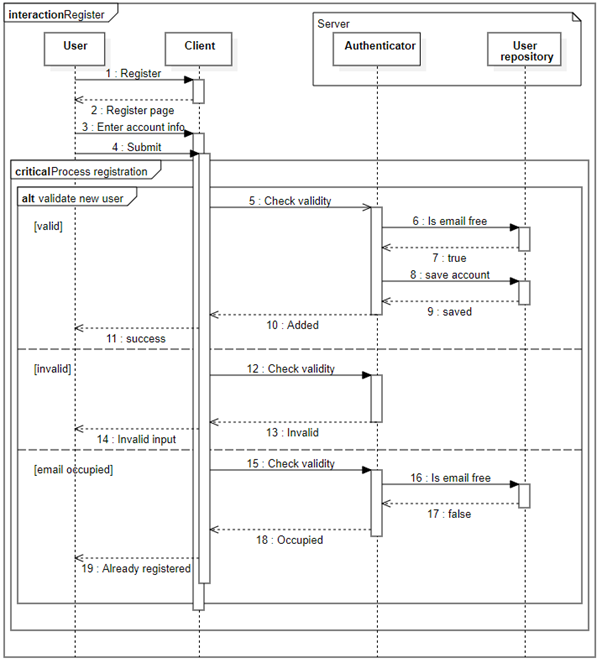 interactionRegister
Server
User
Client
Authenticator
User
repository
1 : Register
2 : Register page
3 : Enter account info
4 : Submit
criticalProcess registration
alt validate new user
5 : Check validity
[valid]
6 : Is email free
7 : true
8 : save account
9 : saved
10 : Added
11 : success
[invalid]
12 : Check validity
13 : Invalid
14 : Invalid input
[email occupied]
15 : Check validity
16 : Is email free
17 : false
18 : Occupied
19 : Already registered